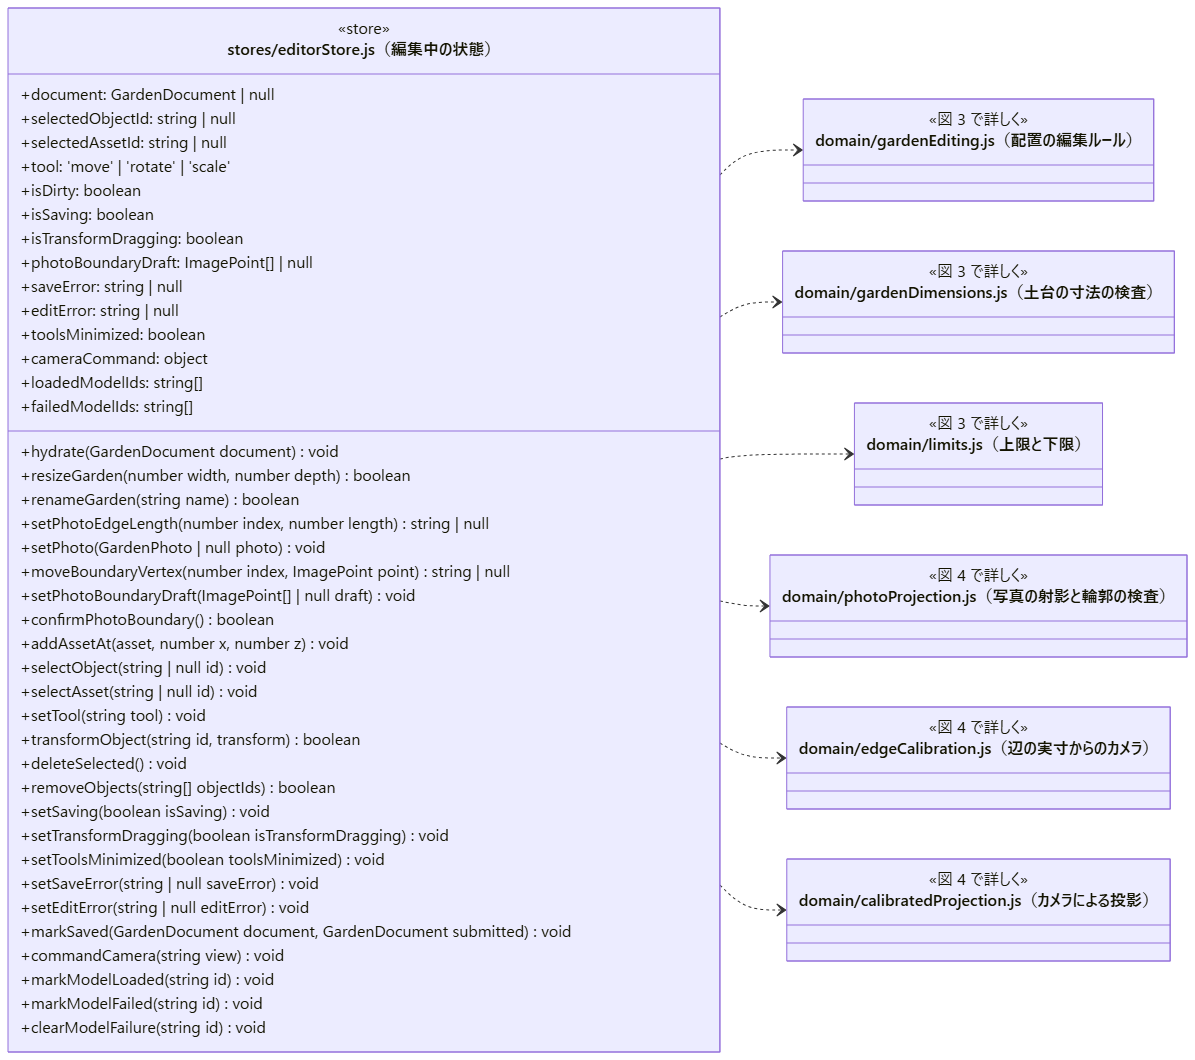 «store»
stores/editorStore.js（編集中の状態）
+document: GardenDocument | null
+selectedObjectId: string | null
+selectedAssetId: string | null
+tool: 'move' | 'rotate' | 'scale'
+isDirty: boolean
+isSaving: boolean
+isTransformDragging: boolean
+photoBoundaryDraft: ImagePoint[] | null
+saveError: string | null
+editError: string | null
+toolsMinimized: boolean
+cameraCommand: object
+loadedModelIds: string[]
+failedModelIds: string[]
+hydrate(GardenDocument document) : void
+resizeGarden(number width, number depth) : boolean
+renameGarden(string name) : boolean
+setPhotoEdgeLength(number index, number length) : string | null
+setPhoto(GardenPhoto | null photo) : void
+moveBoundaryVertex(number index, ImagePoint point) : string | null
+setPhotoBoundaryDraft(ImagePoint[] | null draft) : void
+confirmPhotoBoundary() : boolean
+addAssetAt(asset, number x, number z) : void
+selectObject(string | null id) : void
+selectAsset(string | null id) : void
+setTool(string tool) : void
+transformObject(string id, transform) : boolean
+deleteSelected() : void
+removeObjects(string[] objectIds) : boolean
+setSaving(boolean isSaving) : void
+setTransformDragging(boolean isTransformDragging) : void
+setToolsMinimized(boolean toolsMinimized) : void
+setSaveError(string | null saveError) : void
+setEditError(string | null editError) : void
+markSaved(GardenDocument document, GardenDocument submitted) : void
+commandCamera(string view) : void
+markModelLoaded(string id) : void
+markModelFailed(string id) : void
+clearModelFailure(string id) : void
«図 3 で詳しく»
domain/gardenEditing.js（配置の編集ルール）
«図 3 で詳しく»
domain/gardenDimensions.js（土台の寸法の検査）
«図 3 で詳しく»
domain/limits.js（上限と下限）
«図 4 で詳しく»
domain/photoProjection.js（写真の射影と輪郭の検査）
«図 4 で詳しく»
domain/edgeCalibration.js（辺の実寸からのカメラ）
«図 4 で詳しく»
domain/calibratedProjection.js（カメラによる投影）